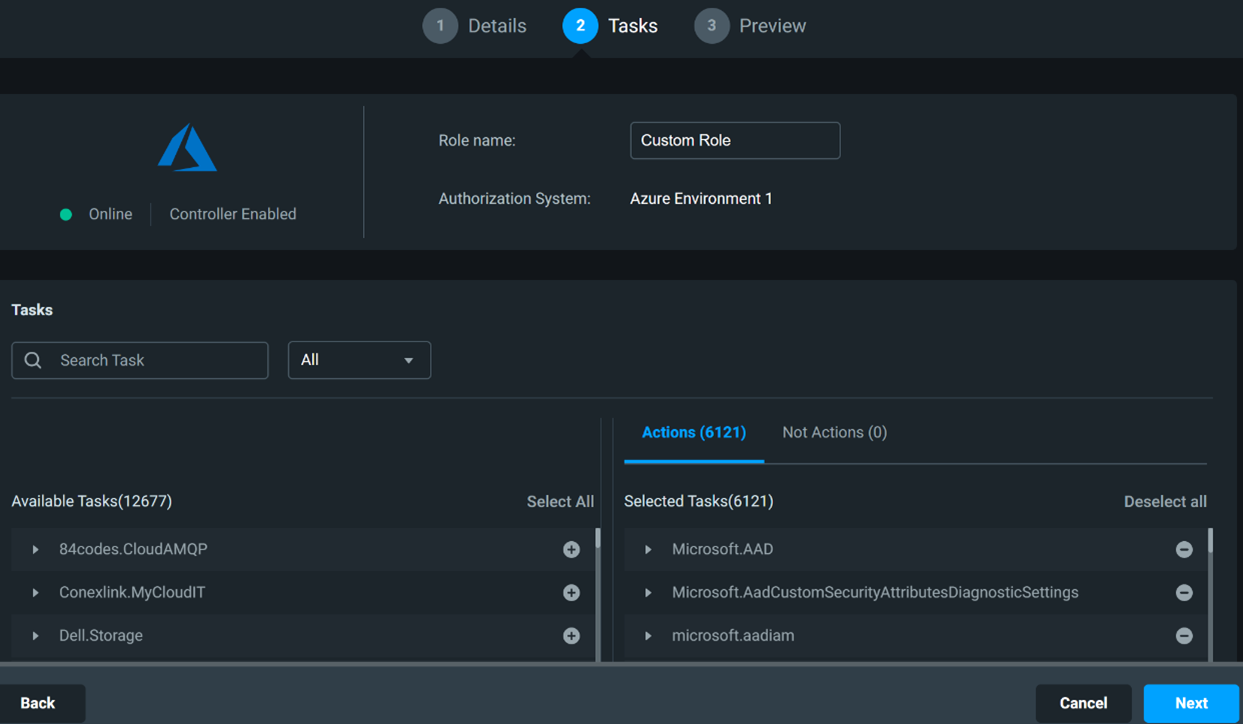 1 Details 2 Tasks 3 Preview
Role name: Custom Role
Authorization System: Azure Environment 1
Online Controller Enabled
Tasks
Search Task All
Actions (6121) Not Actions (0)
Available Tasks(12677) Select All
84codes.CloudAMQP
Conexlink.MyCloudIT
Dell.Storage
Selected Tasks(6121) Deselect all
Microsoft.AAD
Microsoft.AadCustomSecurityAttributesDiagnosticSettings
microsoft.aadiam
Back Cancel Next